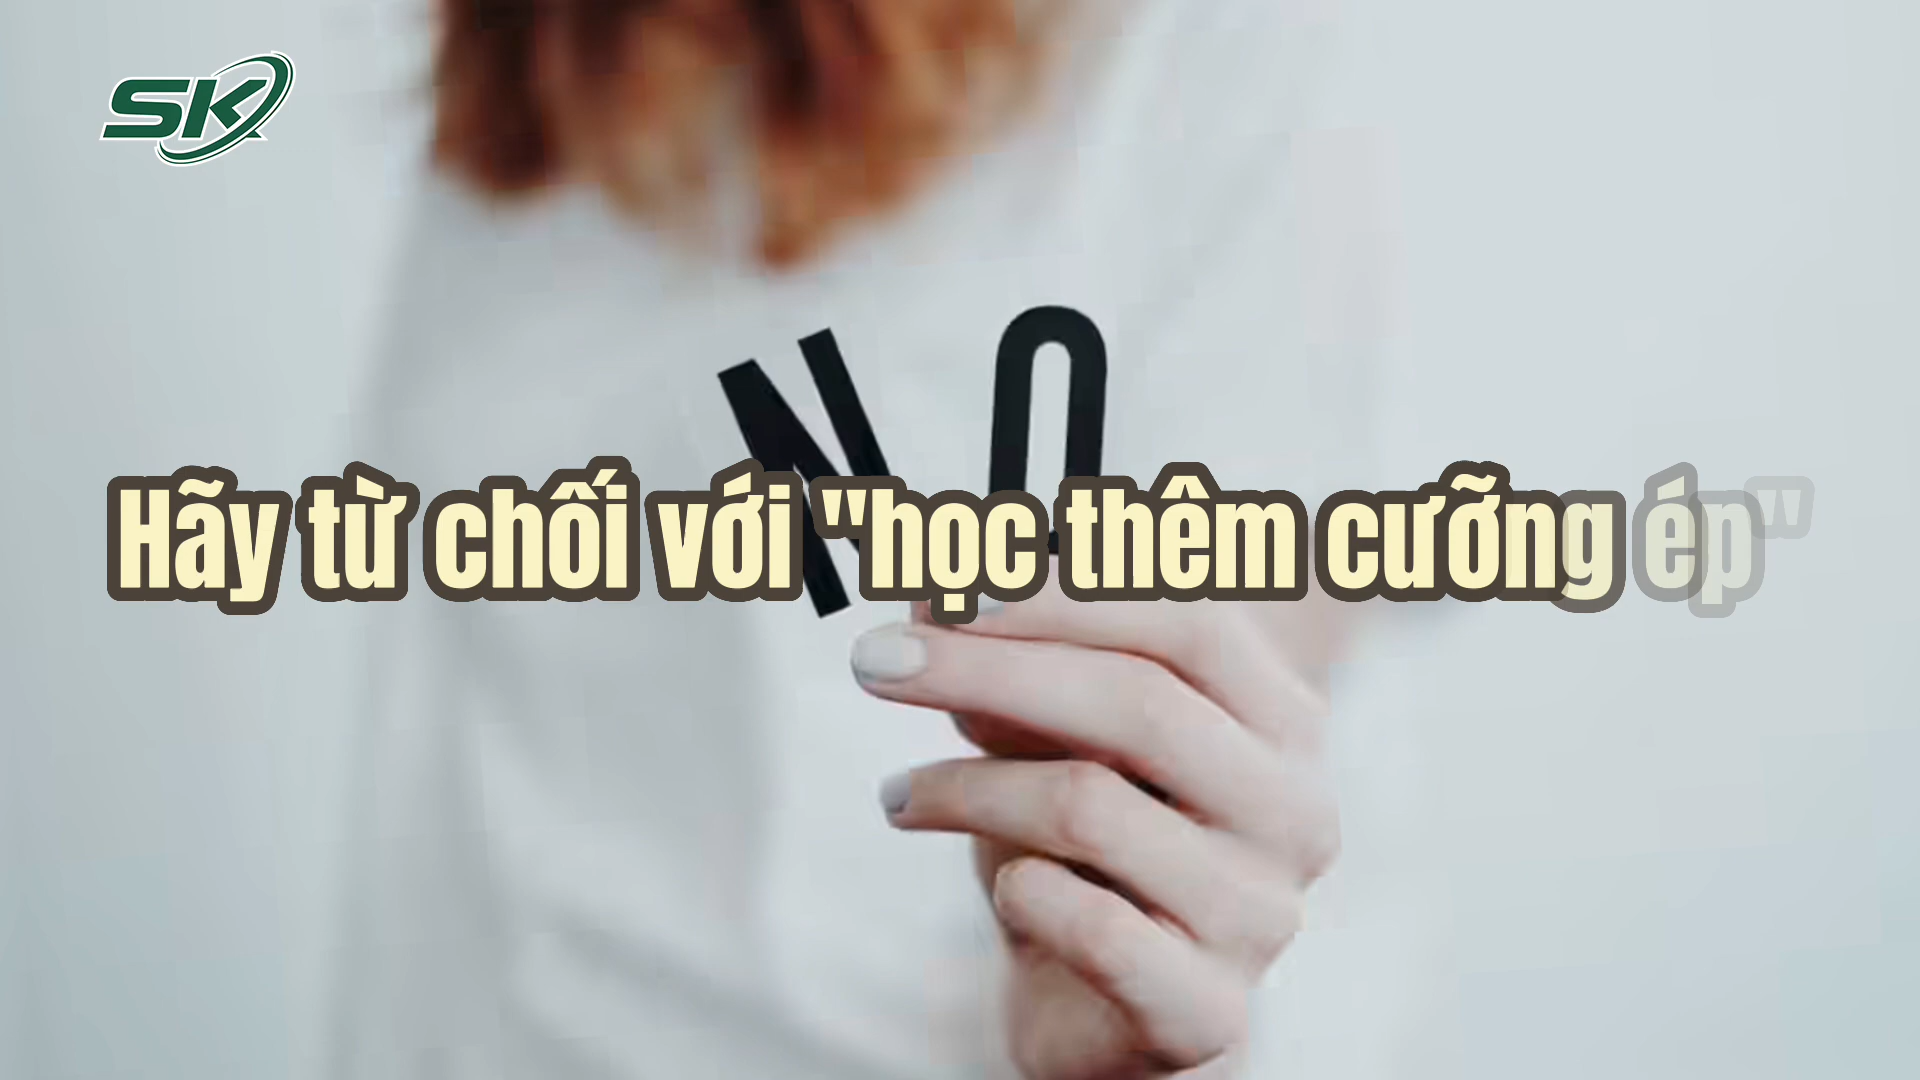 SK
NO
Hãy từ chối với "học thêm cưỡng ép"